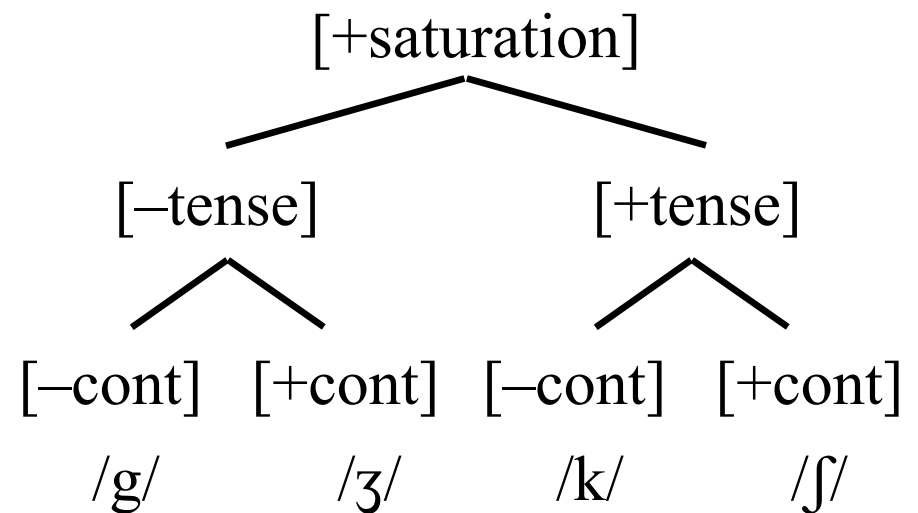 [+saturation]
[–tense] [+tense]
[–cont] [+cont] [–cont] [+cont]
/g/ /ʒ/ /k/ /ʃ/